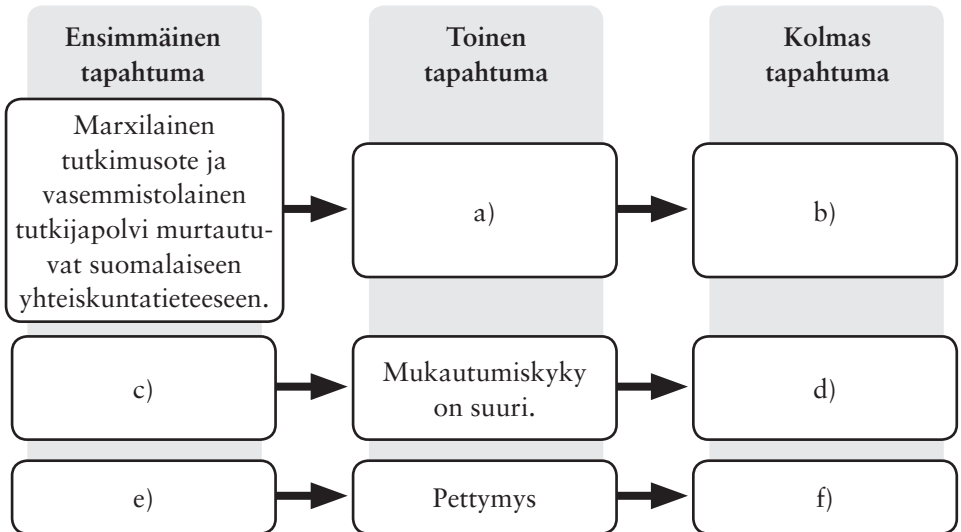 Ensimmäinen
tapahtuma
Toinen
tapahtuma
Kolmas
tapahtuma
Marxilainen
tutkimusote ja
vasemmistolainen
tutkijapolvi murtautu-
vat suomalaiseen
yhteiskuntatieteeseen.
a)
b)
c)
Mukautumiskyky
on suuri.
d)
e)
Pettymys
f)